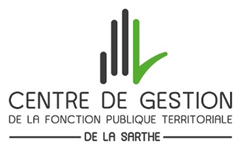 CENTRE DE GESTION
DE LA FONCTION PUBLIQUE TERRITORIALE
DE LA SARTHE